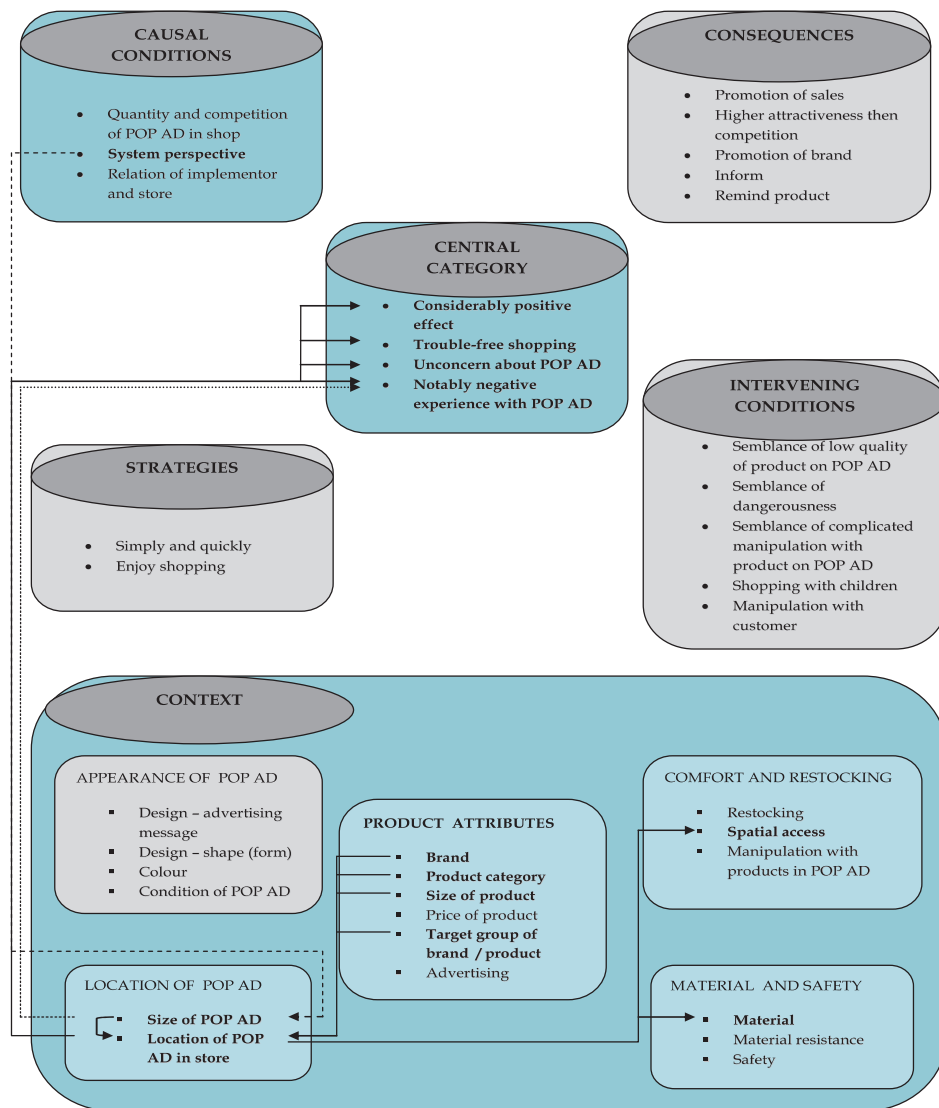 CAUSAL
CONDITIONS
• Quantity and competition
of POP AD in shop
• System perspective
• Relation of implementor
and store
CONSEQUENCES
• Promotion of sales
• Higher attractiveness then
competition
• Promotion of brand
• Inform
• Remind product
CENTRAL
CATEGORY
• Considerably positive
effect
• Trouble-free shopping
• Unconcern about POP AD
• Notably negative
experience with POP AD
INTERVENING
CONDITIONS
• Semblance of low quality
of product on POP AD
• Semblance of
dangerousness
• Semblance of complicated
manipulation with
product on POP AD
• Shopping with children
• Manipulation with
customer
STRATEGIES
• Simply and quickly
• Enjoy shopping
CONTEXT
APPEARANCE OF POP AD
▪ Design – advertising
message
▪ Design – shape (form)
▪ Colour
▪ Condition of POP AD
PRODUCT ATTRIBUTES
▪ Brand
▪ Product category
▪ Size of product
▪ Price of product
▪ Target group of
brand / product
▪ Advertising
COMFORT AND RESTOCKING
▪ Restocking
▪ Spatial access
▪ Manipulation with
products in POP AD
LOCATION OF POP AD
▪ Size of POP AD
▪ Location of POP
AD in store
MATERIAL AND SAFETY
▪ Material
▪ Material resistance
▪ Safety